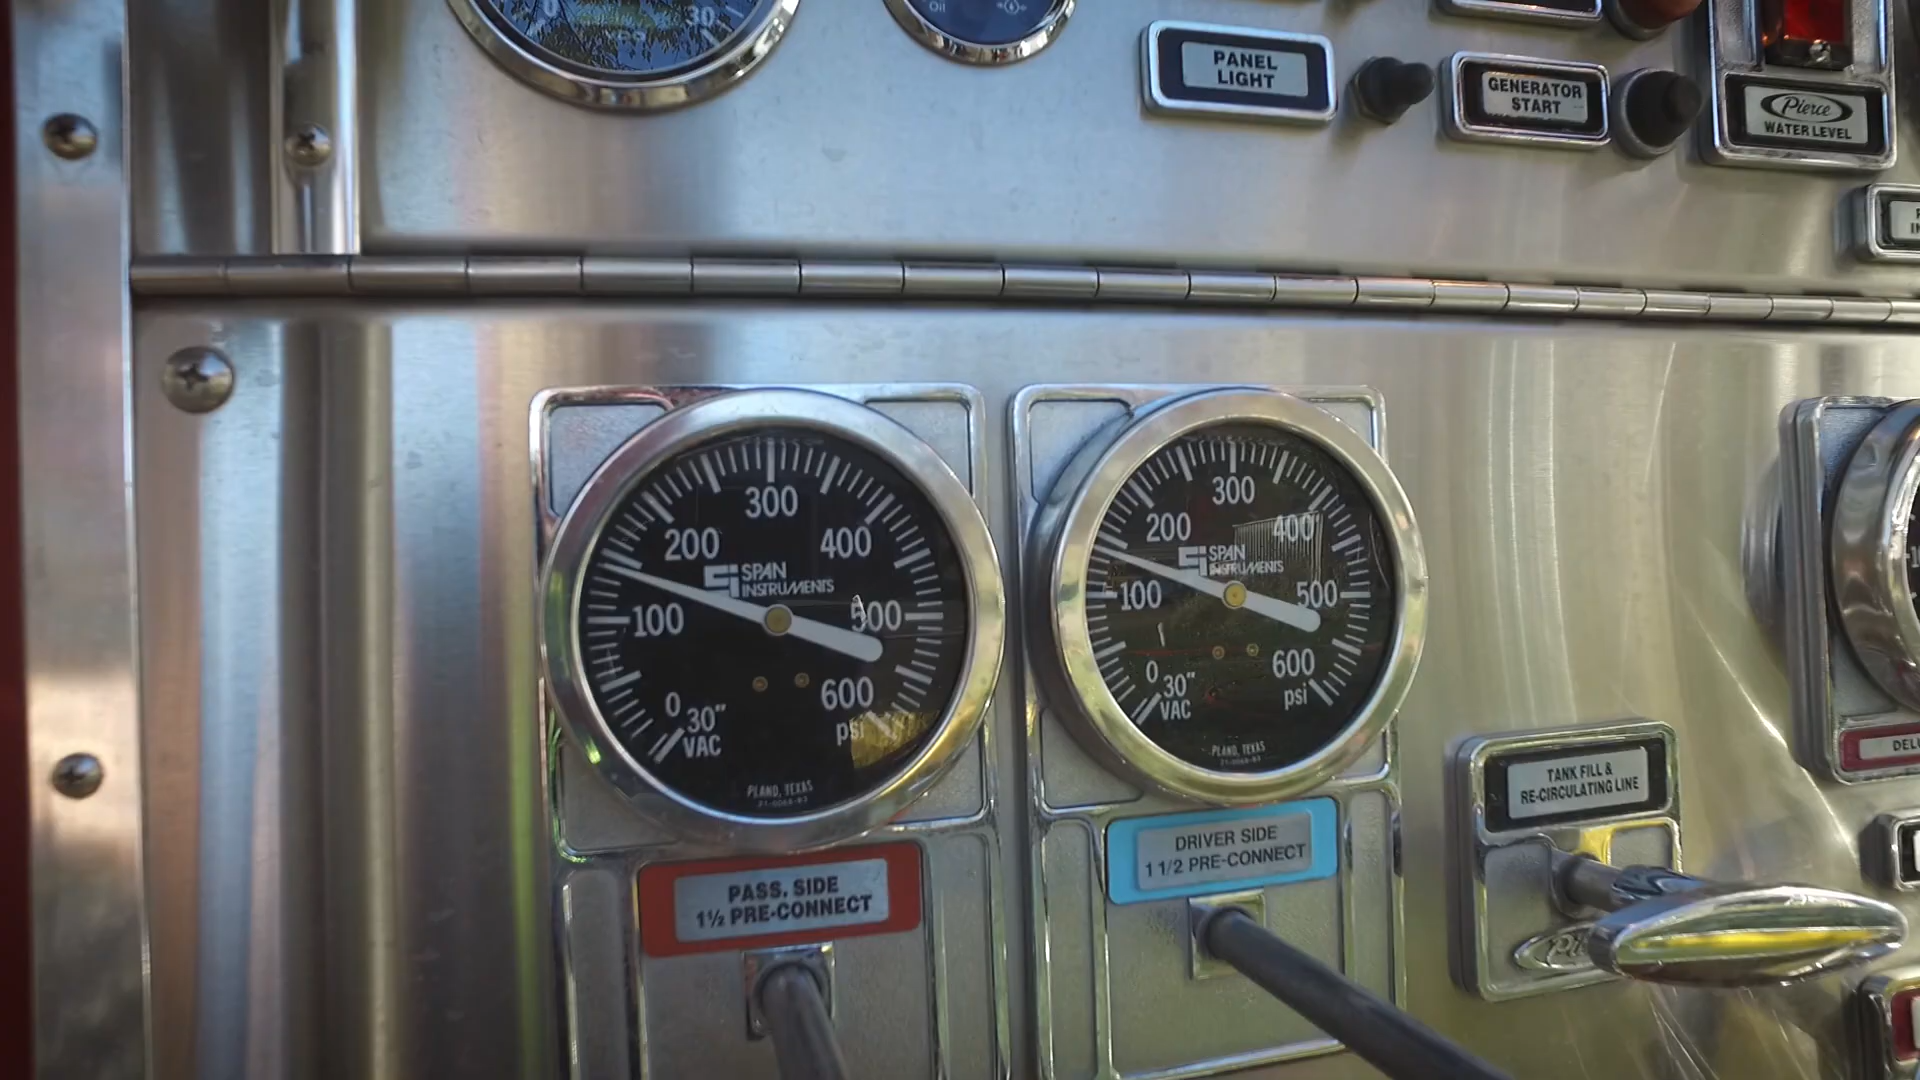 0
30
Oil
PANEL
LIGHT
GENERATOR
START
Pierce
WATER LEVEL
300
200
400
SPAN
INSTRUMENTS
100
500
0
30"
VAC
600
psi
PLANO, TEXAS
300
200
400
SPAN
INSTRUMENTS
100
500
0
30"
VAC
600
psi
PLANO, TEXAS
PASS. SIDE
1½ PRE-CONNECT
DRIVER SIDE
1 1/2 PRE-CONNECT
TANK FILL &
RE-CIRCULATING LINE